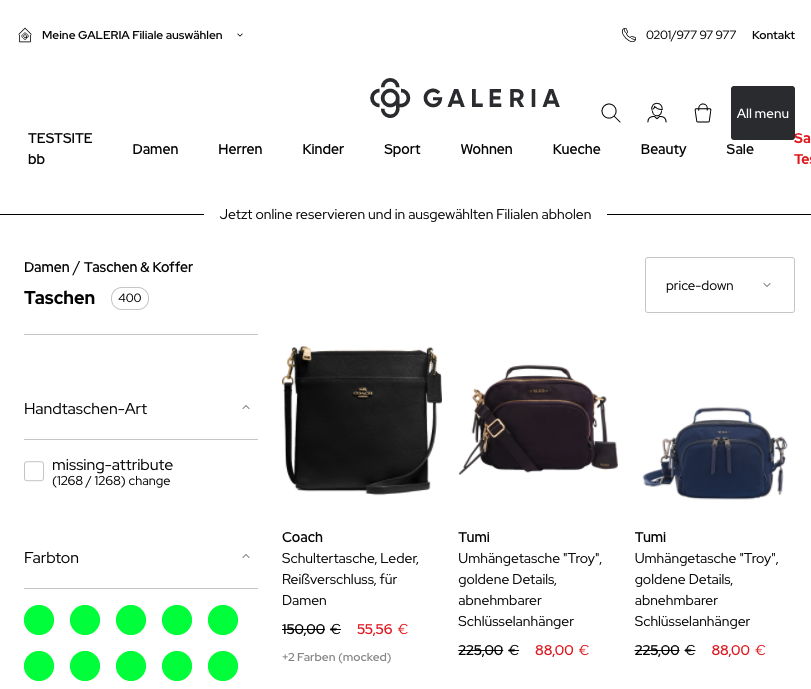 Meine GALERIA Filiale auswählen
0201/977 97 977
Kontakt
GALERIA
All menu
TESTSITE
bb
Damen
Herren
Kinder
Sport
Wohnen
Kueche
Beauty
Sale
Sa
Tes
Jetzt online reservieren und in ausgewählten Filialen abholen
Damen / Taschen & Koffer
Taschen
400
price-down
Handtaschen-Art
missing-attribute
(1268 / 1268) change
Farbton
COACH
Coach
Schultertasche, Leder,
Reißverschluss, für
Damen
150,00 € 55,56 €
+2 Farben (mocked)
Tumi
Umhängetasche "Troy",
goldene Details,
abnehmbarer
Schlüsselanhänger
225,00 € 88,00 €
Tumi
Umhängetasche "Troy",
goldene Details,
abnehmbarer
Schlüsselanhänger
225,00 € 88,00 €